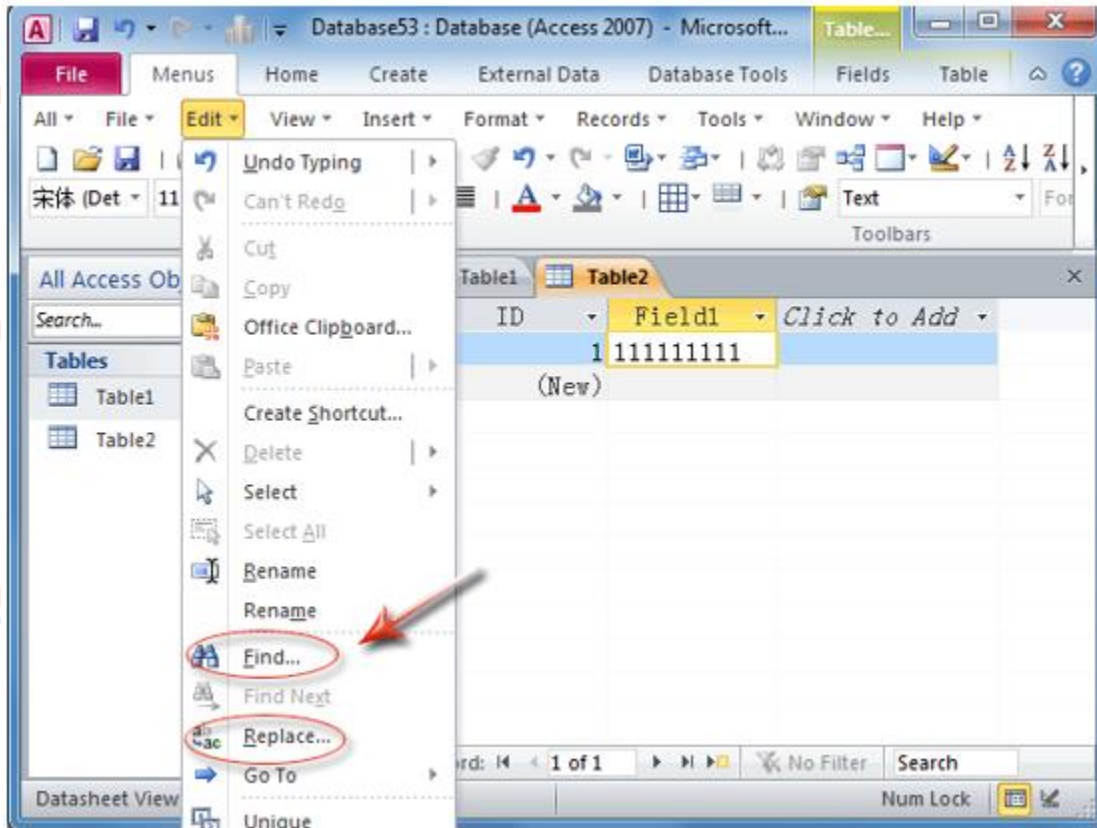 Database53 : Database (Access 2007) - Microsoft... Table...
File Menus Home Create External Data Database Tools Fields Table
All File Edit View Insert Format Records Tools Window Help
宋体 (Det 11 Text For
Toolbars
Undo Typing
Can't Redo
Cut
Copy
Office Clipboard...
Paste
Create Shortcut...
Delete
Select
Select All
Rename
Rename
Find...
Find Next
Replace...
Go To
Unique
All Access Ob
Search...
Tables
Table1
Table2
Table1 Table2
ID Field1 Click to Add
1 111111111
(New)
ord: 1 of 1 No Filter Search
Datasheet View Num Lock